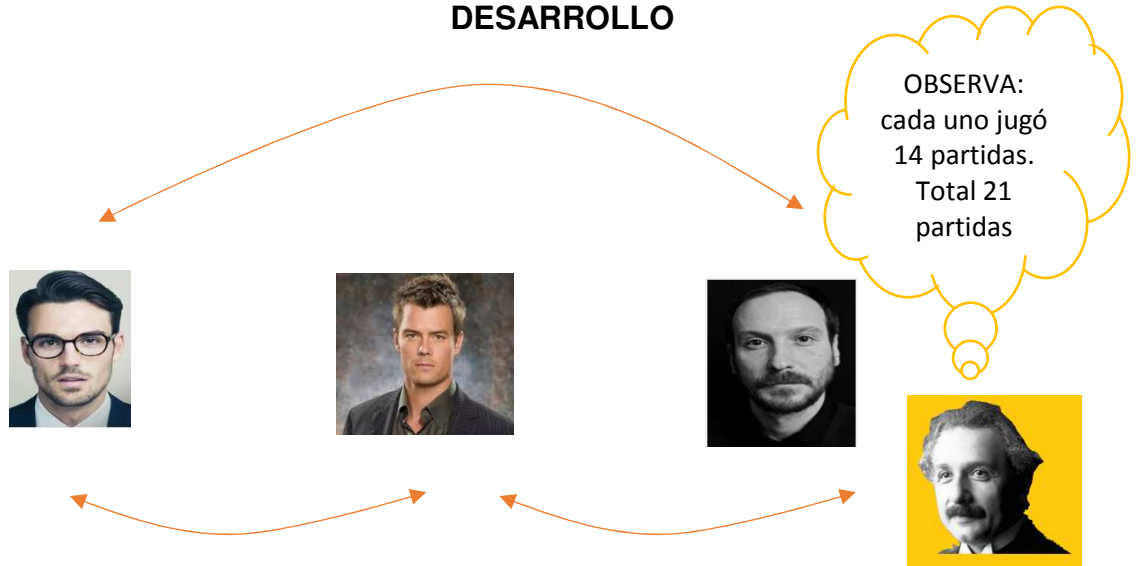 DESARROLLO
OBSERVA:
cada uno jugó
14 partidas.
Total 21
partidas